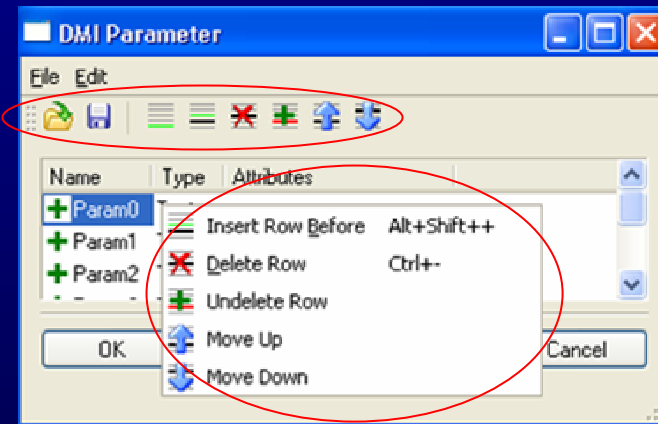 DMI Parameter
File Edit
Name Type Attributes
Param0
Param1
Param2
Insert Row Before Alt+Shift++
Delete Row Ctrl+-
Undelete Row
Move Up
Move Down
OK Cancel